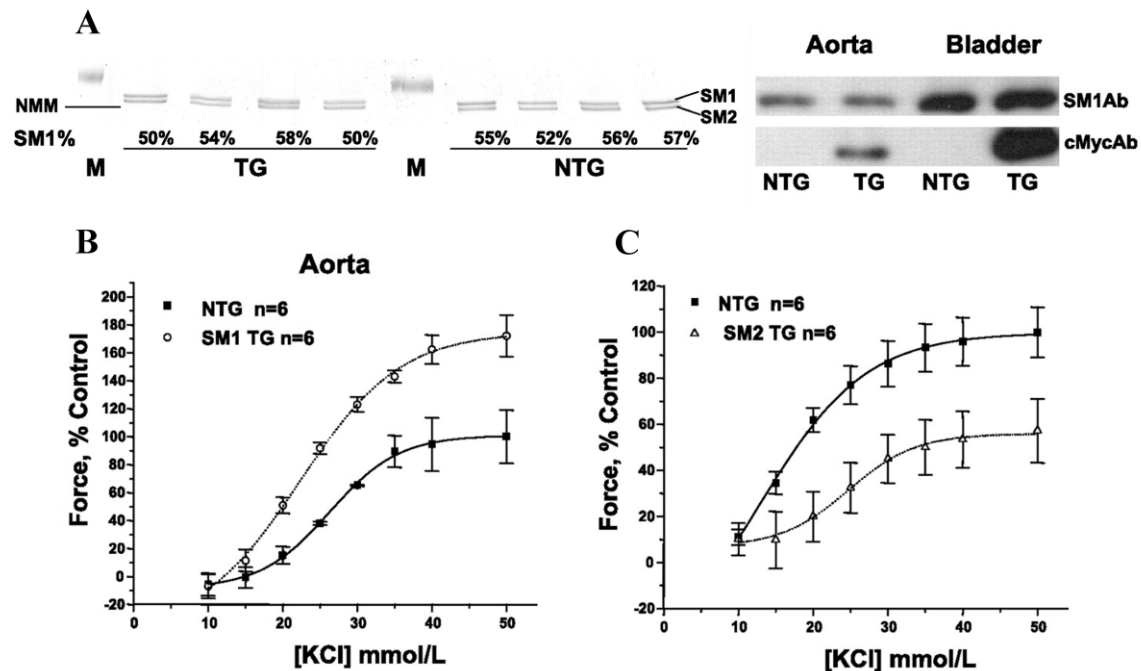 A
Aorta Bladder
NMM
SM1
SM2
SM1Ab
SM1%
50% 54% 58% 50%
55% 52% 56% 57%
cMycAb
M TG M NTG
NTG TG NTG TG
B
Aorta
NTG n=6
SM1 TG n=6
Force, % Control
210
200
180
160
140
120
100
80
60
40
20
0
-20
0 10 20 30 40 50
[KCl] mmol/L
C
NTG n=6
SM2 TG n=6
Force, % Control
120
100
80
60
40
20
0
-20
0 10 20 30 40 50
[KCl] mmol/L